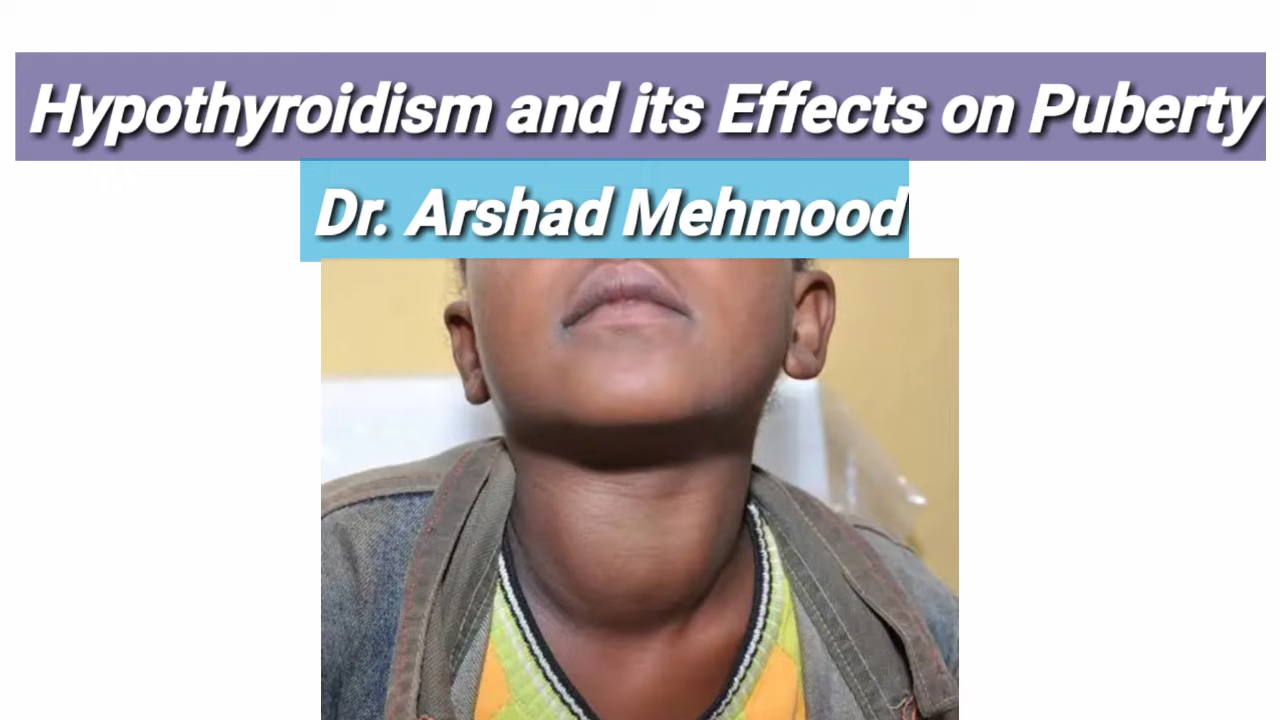 Hypothyroidism and its Effects on Puberty
Dr. Arshad Mehmood